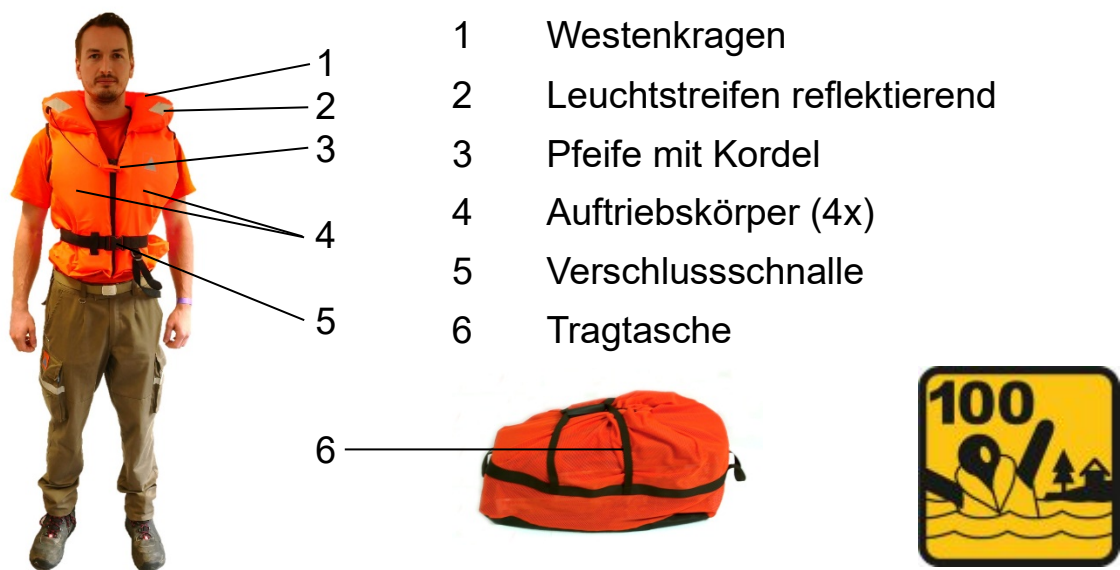 1 Westenkragen
2 Leuchtstreifen reflektierend
3 Pfeife mit Kordel
4 Auftriebskörper (4x)
5 Verschlussschnalle
6 Tragtasche
1
2
3
4
5
6
100